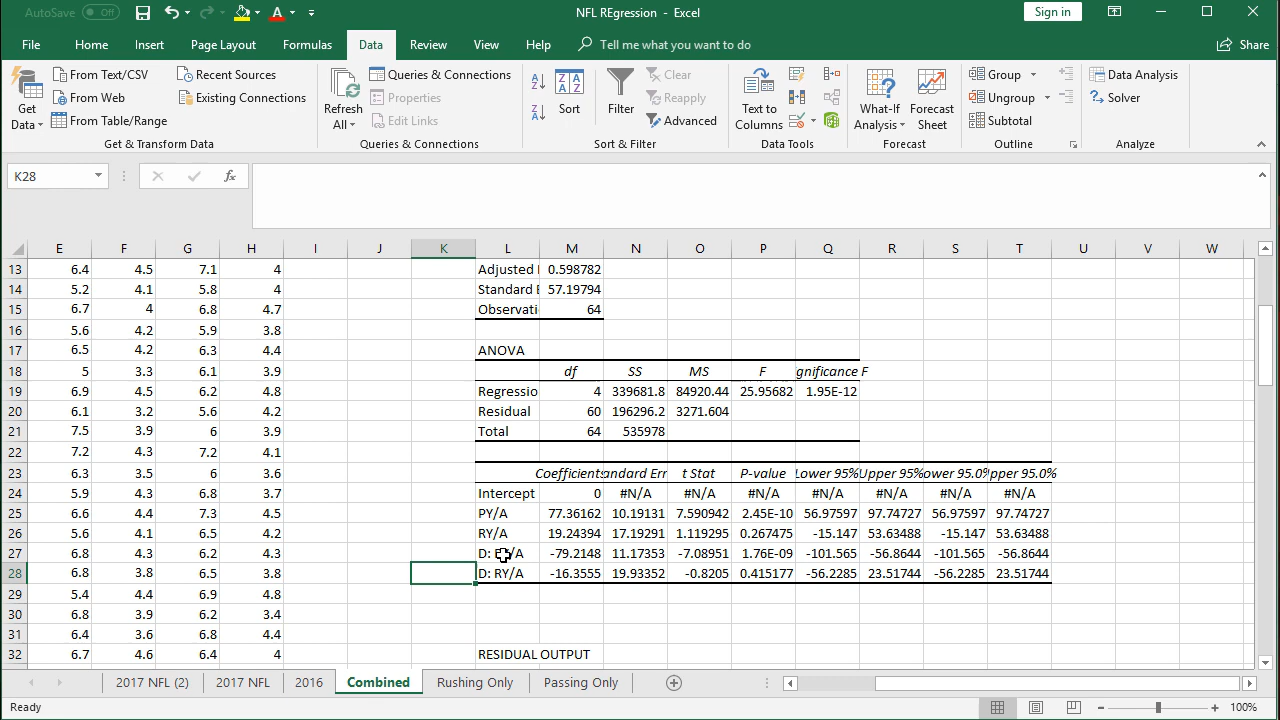 AutoSave Off NFL REgression - Excel Sign in
File Home Insert Page Layout Formulas Data Review View Help Tell me what you want to do Share
Get Data From Text/CSV From Web From Table/Range Recent Sources Existing Connections
Refresh All Queries & Connections Properties Edit Links
Sort Filter Clear Reapply Advanced
Text to Columns What-If Analysis Forecast Sheet
Group Ungroup Subtotal Data Analysis Solver
Get & Transform Data Queries & Connections Sort & Filter Data Tools Forecast Outline Analyze
K28 fx
E F G H I J K L M N O P Q R S T U V W
13 6.4 4.5 7.1 4 Adjusted 0.598782
14 5.2 4.1 5.8 4 Standard E 57.19794
15 6.7 4 6.8 4.7 Observati 64
16 5.6 4.2 5.9 3.8
17 6.5 4.2 6.3 4.4 ANOVA
18 5 3.3 6.1 3.9 df SS MS F gnificance F
19 6.9 4.5 6.2 4.8 Regressio 4 339681.8 84920.44 25.95682 1.95E-12
20 6.1 3.2 5.6 4.2 Residual 60 196296.2 3271.604
21 7.5 3.9 6 3.9 Total 64 535978
22 7.2 4.3 7.2 4.1
23 6.3 3.5 6 3.6 Coefficients andard Err t Stat P-value Lower 95% Upper 95% ower 95.0% pper 95.0%
24 5.9 4.3 6.8 3.7 Intercept 0 #N/A #N/A #N/A #N/A #N/A #N/A #N/A
25 6.6 4.4 7.3 4.5 PY/A 77.36162 10.19131 7.590942 2.45E-10 56.97597 97.74727 56.97597 97.74727
26 5.6 4.1 6.5 4.2 RY/A 19.24394 17.19291 1.119295 0.267475 -15.147 53.63488 -15.147 53.63488
27 6.8 4.3 6.2 4.3 D: /A -79.2148 11.17353 -7.08951 1.76E-09 -101.565 -56.8644 -101.565 -56.8644
28 6.8 3.8 6.5 3.8 D: RY/A -16.3555 19.93352 -0.8205 0.415177 -56.2285 23.51744 -56.2285 23.51744
29 5.4 4.4 6.9 4.8
30 6.8 3.9 6.2 3.4
31 6.4 3.6 6.8 4.4
32 6.7 4.6 6.4 4 RESIDUAL OUTPUT
2017 NFL (2) 2017 NFL 2016 Combined Rushing Only Passing Only
Ready 100%